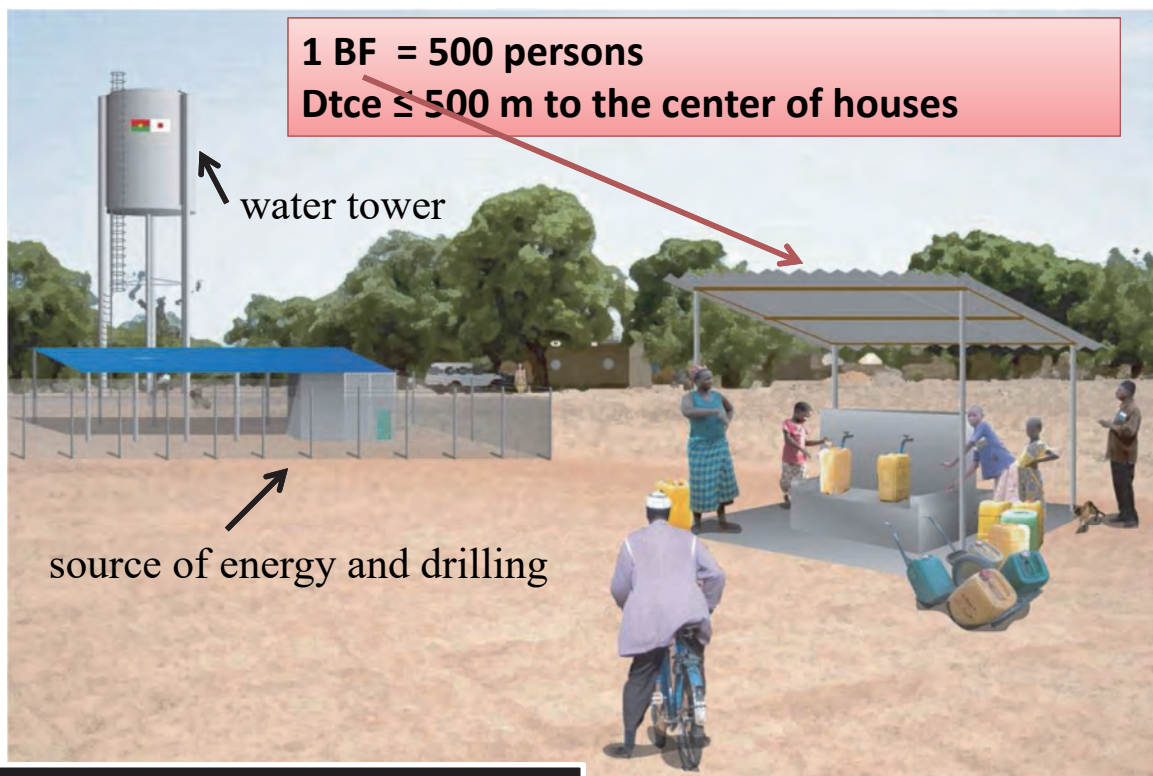 1 BF = 500 persons
Dtce ≤ 500 m to the center of houses
water tower
source of energy and drilling